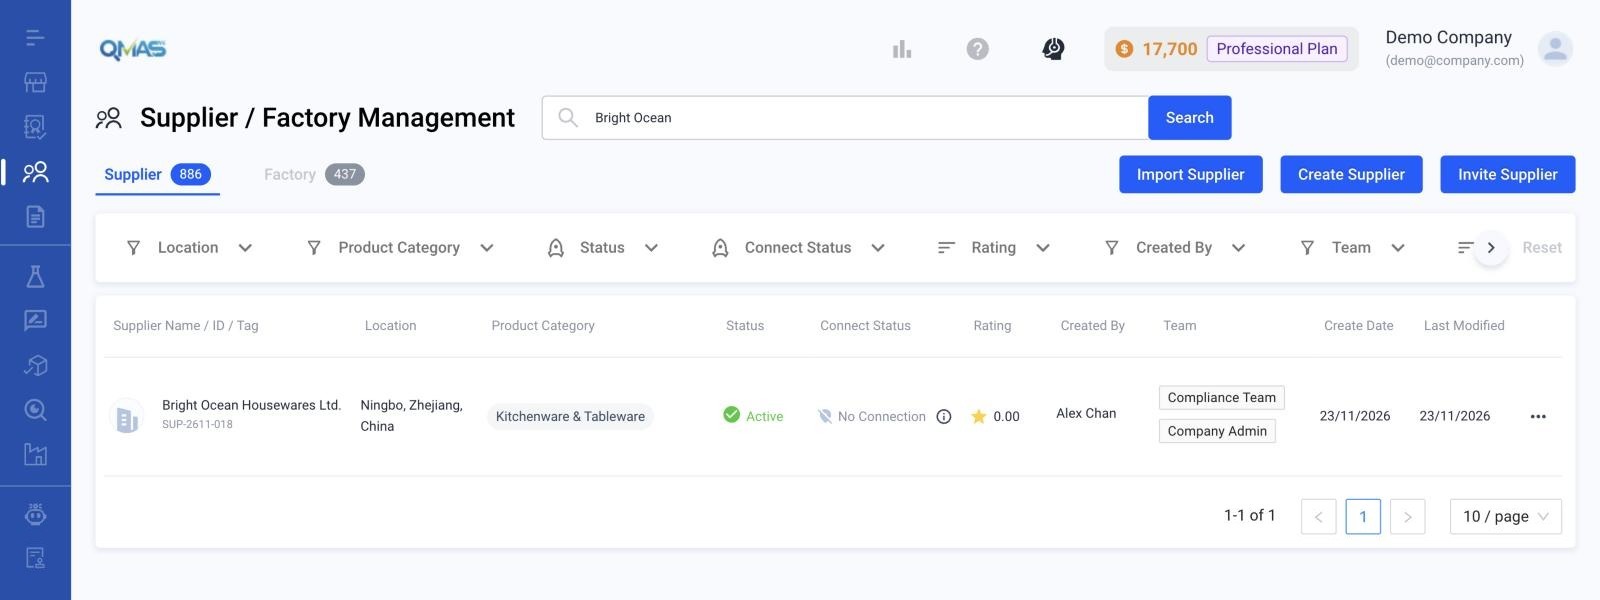 QMAS
17,700 Professional Plan
Demo Company
(demo@company.com)
Supplier / Factory Management
Bright Ocean
Search
Supplier 886
Factory 437
Import Supplier
Create Supplier
Invite Supplier
Location
Product Category
Status
Connect Status
Rating
Created By
Team
Reset
Supplier Name / ID / Tag
Location
Product Category
Status
Connect Status
Rating
Created By
Team
Create Date
Last Modified
Bright Ocean Housewares Ltd.
SUP-2611-018
Ningbo, Zhejiang,
China
Kitchenware & Tableware
Active
No Connection
0.00
Alex Chan
Compliance Team
Company Admin
23/11/2026
23/11/2026
1-1 of 1
1
10 / page